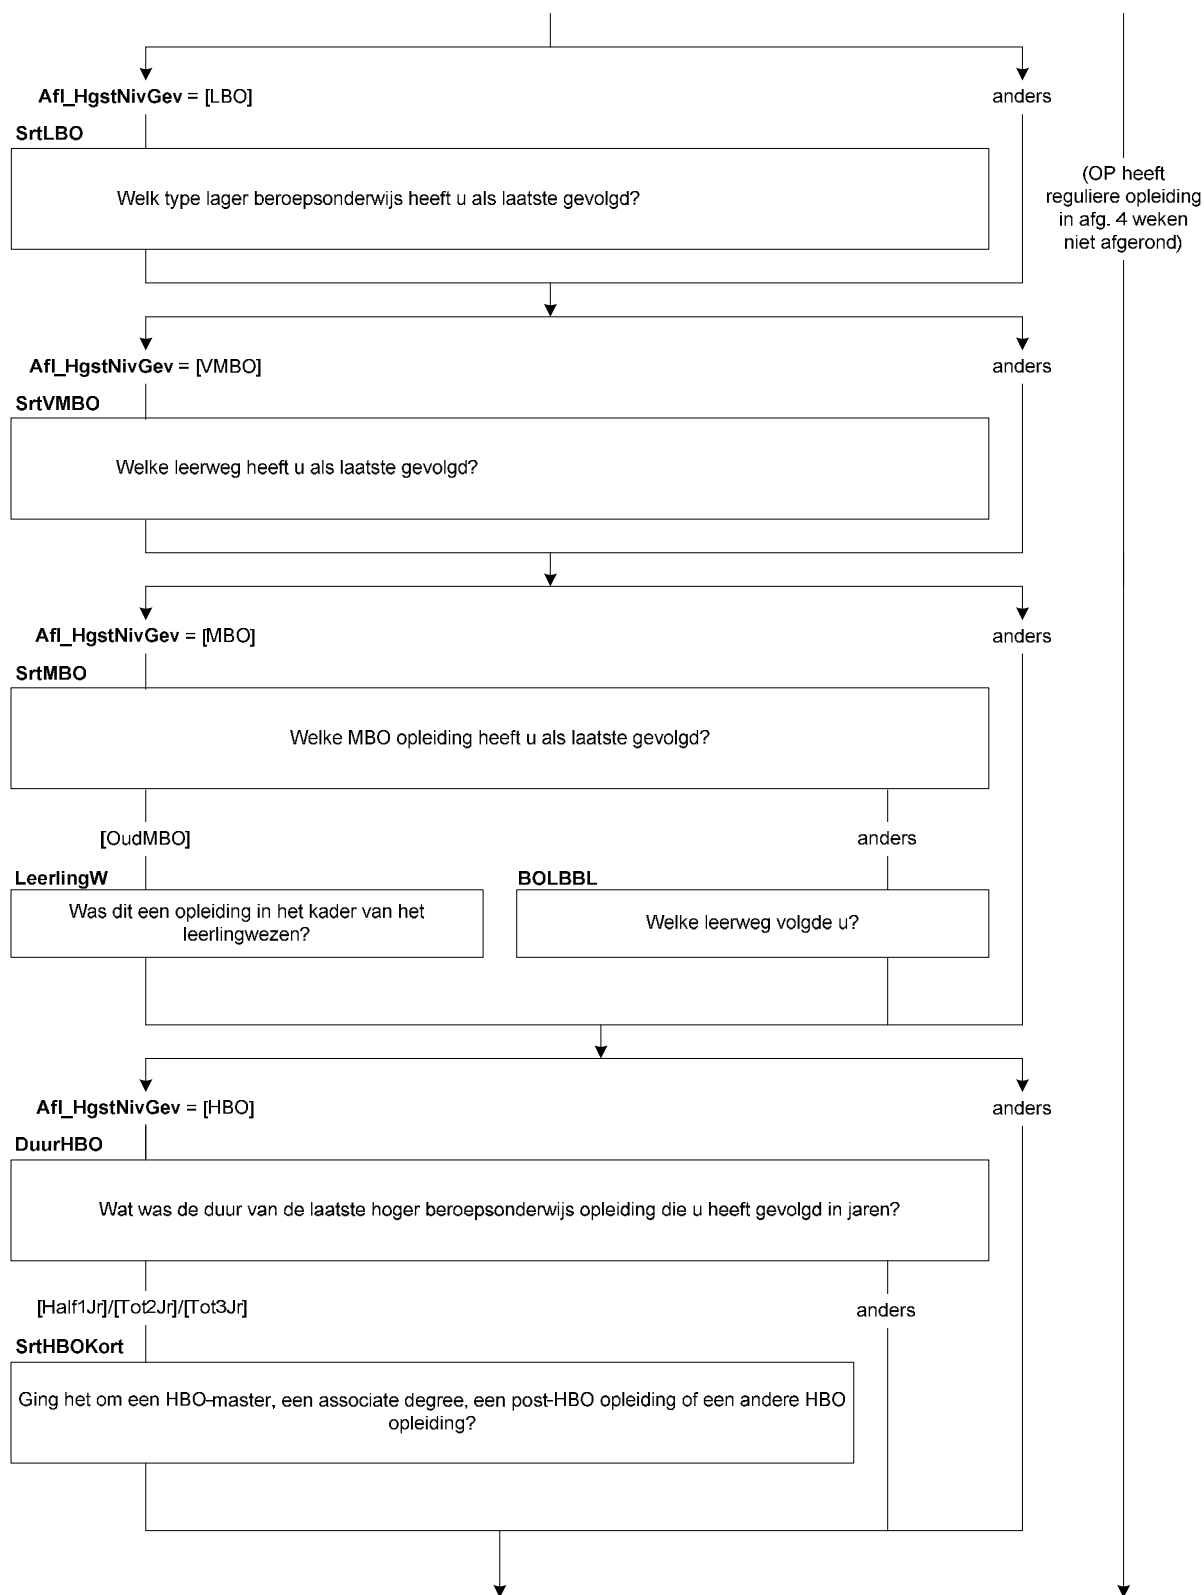 Afl_HgstNivGev = [LBO]
anders
SrtLBO
Welk type lager beroepsonderwijs heeft u als laatste gevolgd?
(OP heeft
reguliere opleiding
in afg. 4 weken
niet afgerond)
Afl_HgstNivGev = [VMBO]
anders
SrtVMBO
Welke leerweg heeft u als laatste gevolgd?
Afl_HgstNivGev = [MBO]
anders
SrtMBO
Welke MBO opleiding heeft u als laatste gevolgd?
[OudMBO]
anders
LeerlingW
BOLBBL
Was dit een opleiding in het kader van het
leerlingwezen?
Welke leerweg volgde u?
Afl_HgstNivGev = [HBO]
anders
DuurHBO
Wat was de duur van de laatste hoger beroepsonderwijs opleiding die u heeft gevolgd in jaren?
[Half1Jr]/[Tot2Jr]/[Tot3Jr]
anders
SrtHBOKort
Ging het om een HBO-master, een associate degree, een post-HBO opleiding of een andere HBO
opleiding?